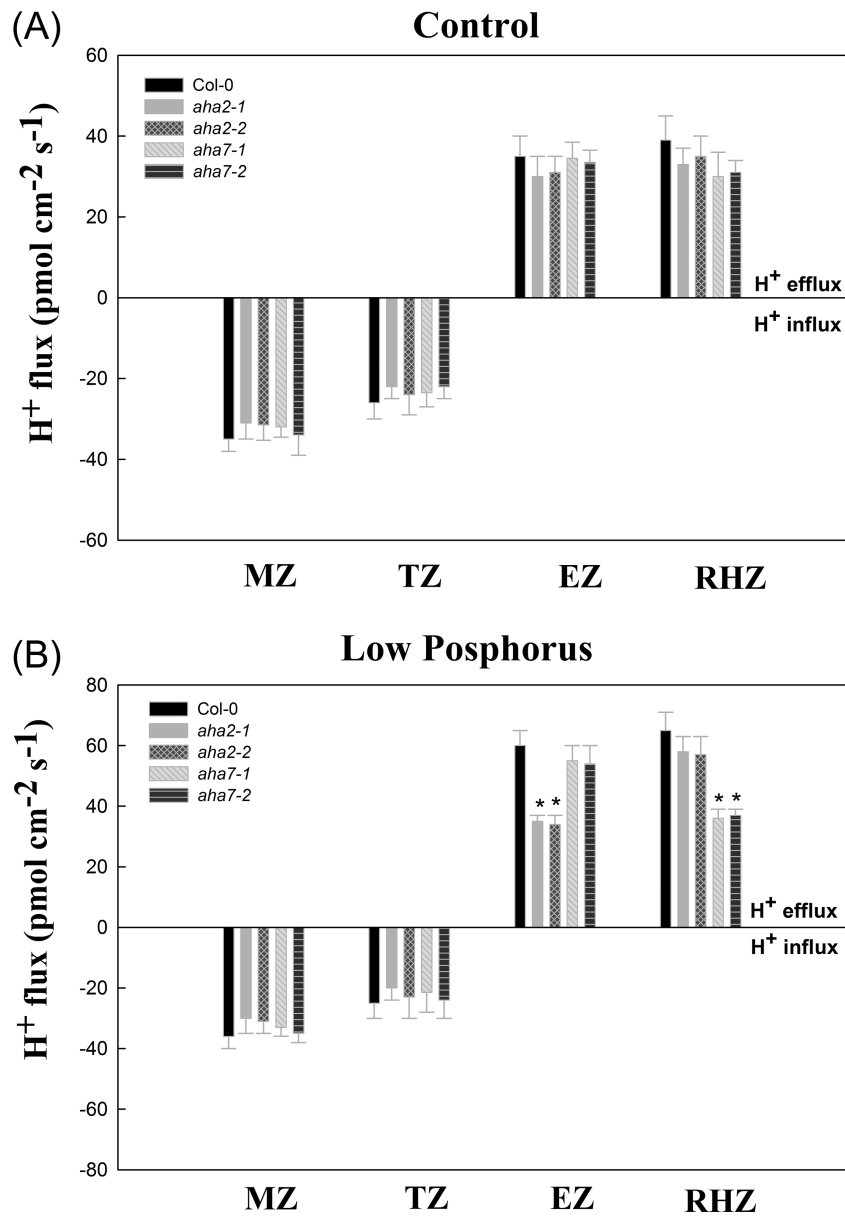 (A) Control
60
40
20
0
-20
-40
-60
H⁺ flux (pmol cm⁻² s⁻¹)
Col-0
aha2-1
aha2-2
aha7-1
aha7-2
H⁺ efflux
H⁺ influx
MZ TZ EZ RHZ
(B) Low Posphorus
80
60
40
20
0
-20
-40
-60
-80
H⁺ flux (pmol cm⁻² s⁻¹)
Col-0
aha2-1
aha2-2
aha7-1
aha7-2
* *
* *
H⁺ efflux
H⁺ influx
MZ TZ EZ RHZ